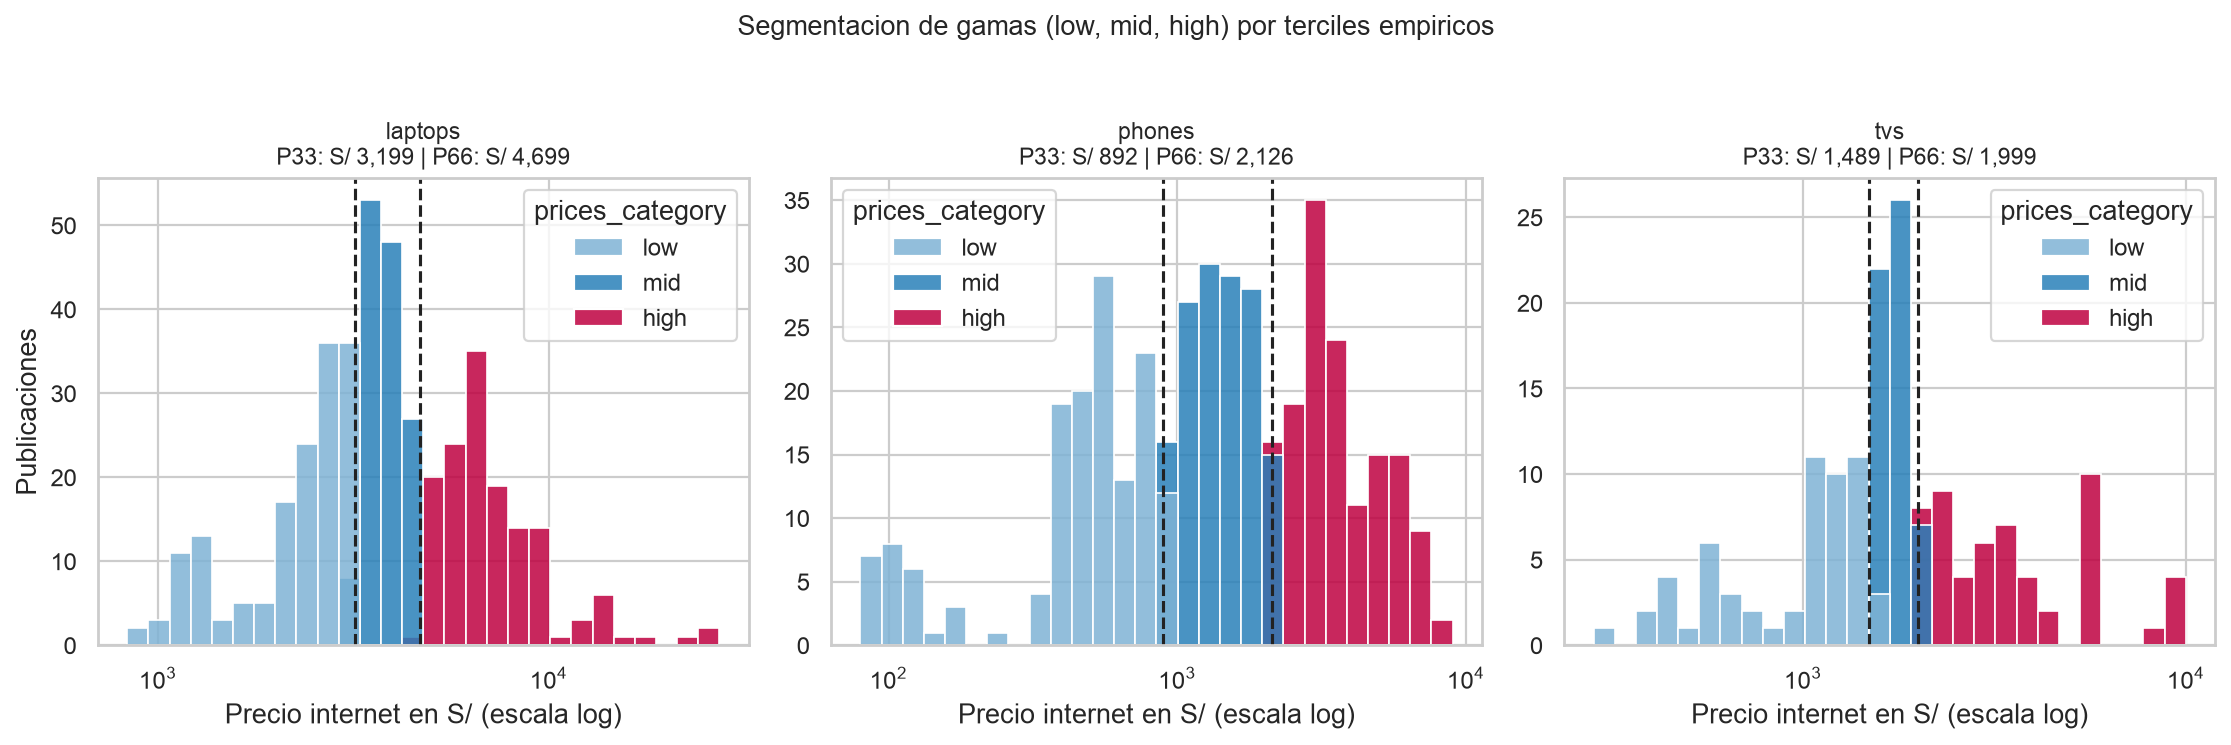 Segmentacion de gamas (low, mid, high) por terciles empiricos
laptops
P33: S/ 3,199 | P66: S/ 4,699
Publicaciones
50
40
30
20
10
0
10³
10⁴
prices_category
low
mid
high
Precio internet en S/ (escala log)
phones
P33: S/ 892 | P66: S/ 2,126
35
30
25
20
15
10
5
0
10²
10³
10⁴
prices_category
low
mid
high
Precio internet en S/ (escala log)
tvs
P33: S/ 1,489 | P66: S/ 1,999
25
20
15
10
5
0
10³
10⁴
prices_category
low
mid
high
Precio internet en S/ (escala log)